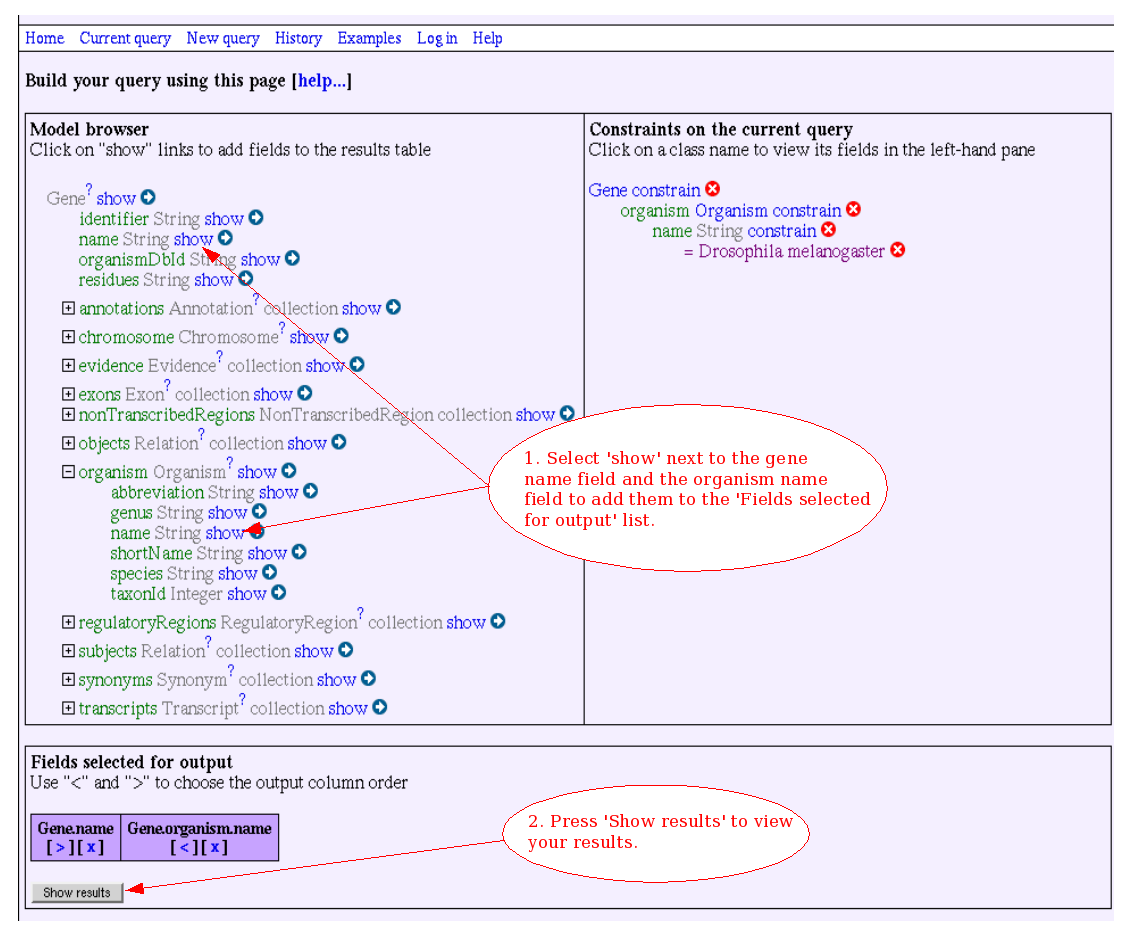 Home Current query New query History Examples Log in Help
Build your query using this page [help...]
Model browser
Click on "show" links to add fields to the results table
Gene? show
identifier String show
name String show
organismDbId String show
residues String show
+ annotations Annotation? collection show
+ chromosome Chromosome? show
+ evidence Evidence? collection show
+ exons Exon? collection show
+ nonTranscribedRegions NonTranscribedRegion collection show
+ objects Relation? collection show
- organism Organism? show
abbreviation String show
genus String show
name String show
shortName String show
species String show
taxonId Integer show
+ regulatoryRegions RegulatoryRegion? collection show
+ subjects Relation? collection show
+ synonyms Synonym? collection show
+ transcripts Transcript? collection show
Constraints on the current query
Click on a class name to view its fields in the left-hand pane
Gene constrain
organism Organism constrain
name String constrain
= Drosophila melanogaster
1. Select 'show' next to the gene
name field and the organism name
field to add them to the 'Fields selected
for output' list.
Fields selected for output
Use "<" and ">" to choose the output column order
Gene.name Gene.organism.name
[>][x] [<][x]
Show results
2. Press 'Show results' to view
your results.